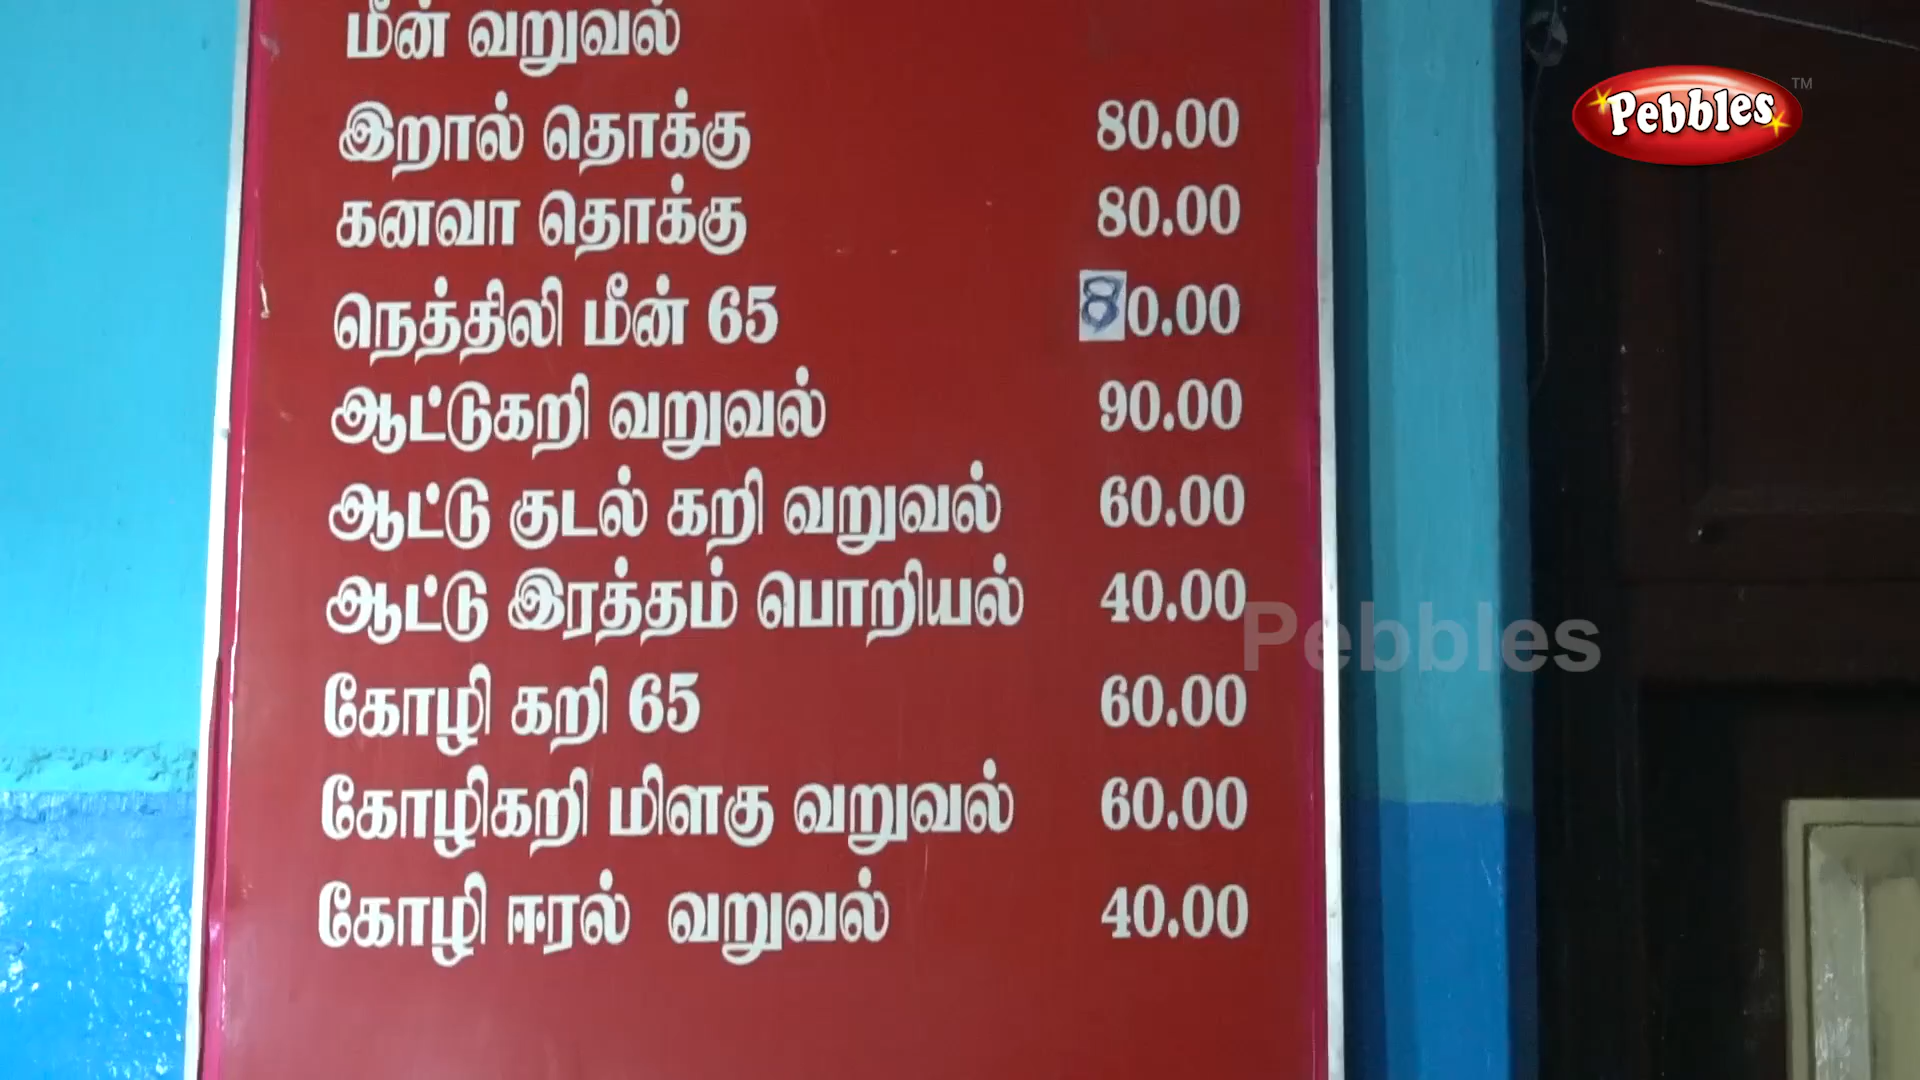 மீன் வறுவல்
Pebbles TM
இறால் தொக்கு 80.00
கனவா தொக்கு 80.00
நெத்திலி மீன் 65 80.00
ஆட்டுகறி வறுவல் 90.00
ஆட்டு குடல் கறி வறுவல் 60.00
ஆட்டு இரத்தம் பொறியல் 40.00
Pebbles
கோழி கறி 65 60.00
கோழிகறி மிளகு வறுவல் 60.00
கோழி ஈரல் வறுவல் 40.00